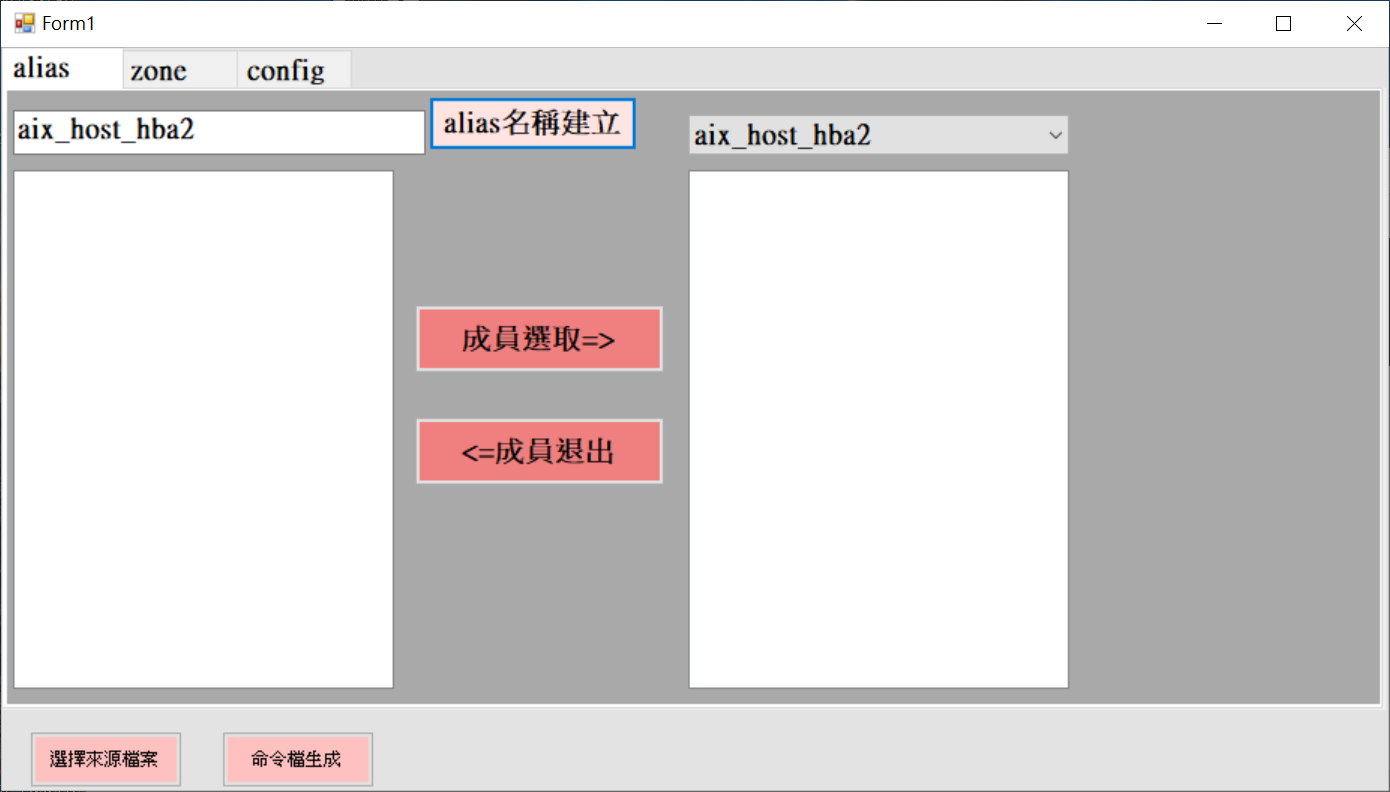 Form1
alias
zone
config
aix_host_hba2
alias名稱建立
aix_host_hba2
成員選取=>
<=成員退出
選擇來源檔案
命令檔生成